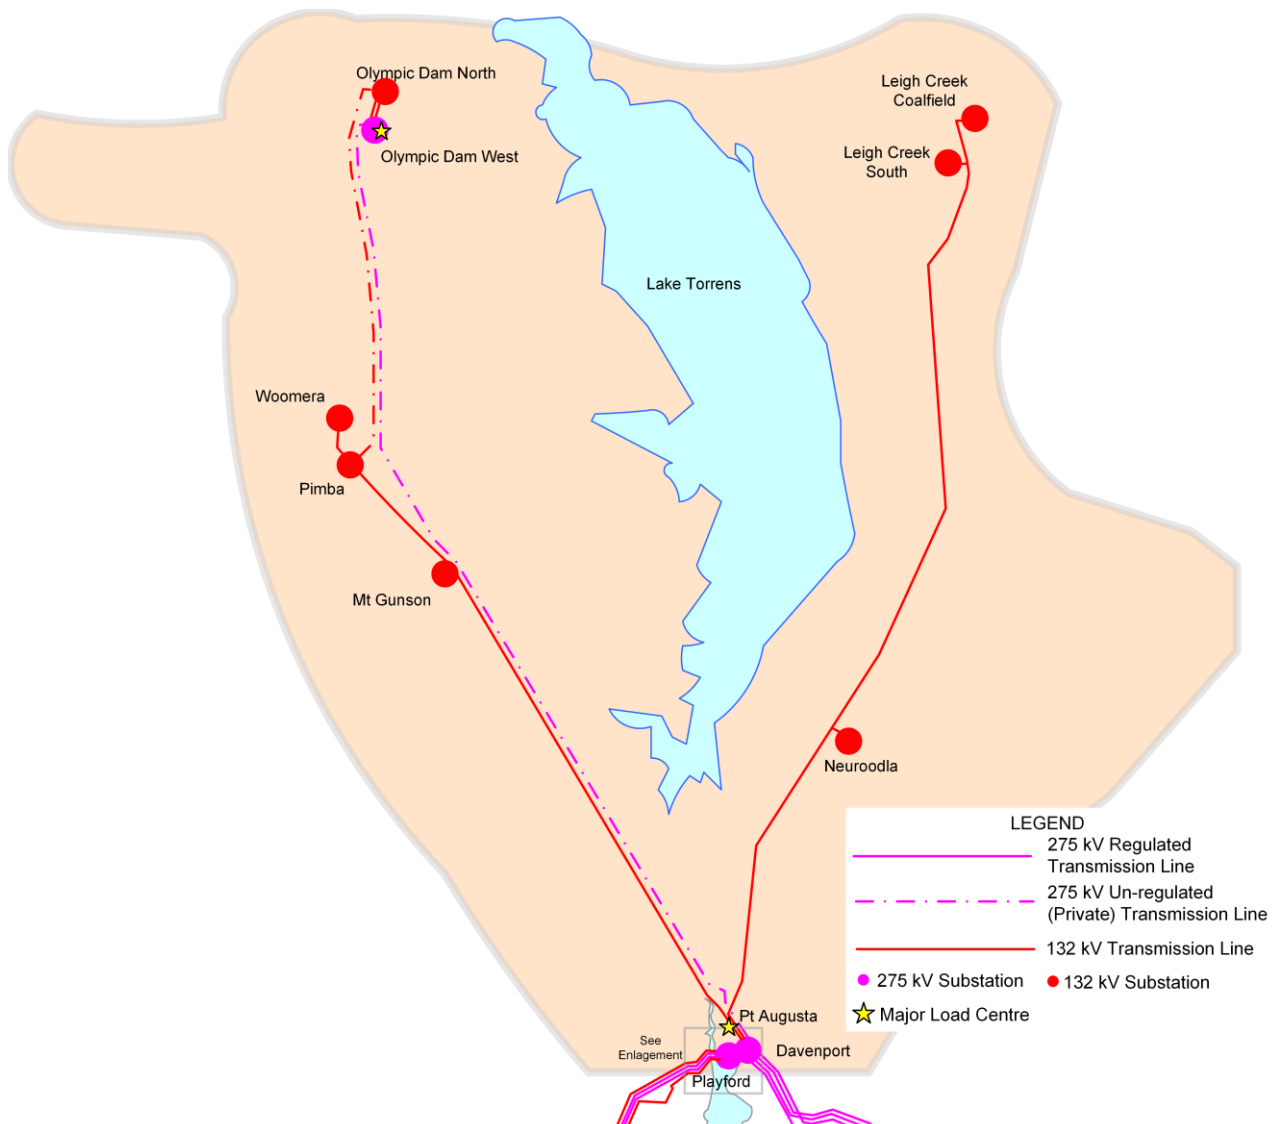 Olympic Dam North
Olympic Dam West
Leigh Creek
Coalfield
Leigh Creek
South
Lake Torrens
Woomera
Pimba
Mt Gunson
Neuroodla
LEGEND
275 kV Regulated
Transmission Line
275 kV Un-regulated
(Private) Transmission Line
132 kV Transmission Line
275 kV Substation
132 kV Substation
Major Load Centre
Pt Augusta
See
Enlagement
Davenport
Playford